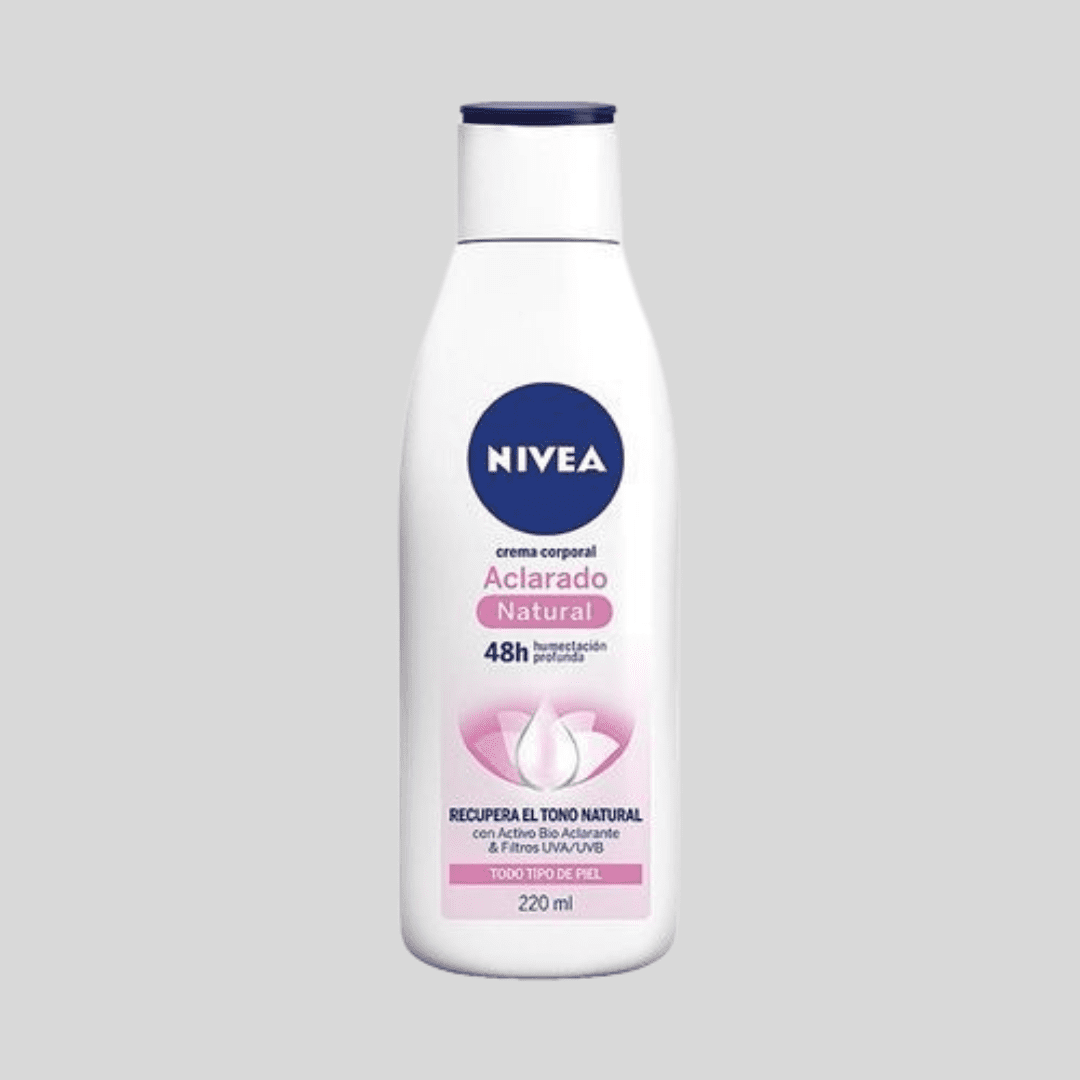 NIVEA
crema corporal
Aclarado
Natural
48h humectación
profunda
RECUPERA EL TONO NATURAL
con Activo Bio Aclarante
& Filtros UVA/UVB
TODO TIPO DE PIEL
220 ml